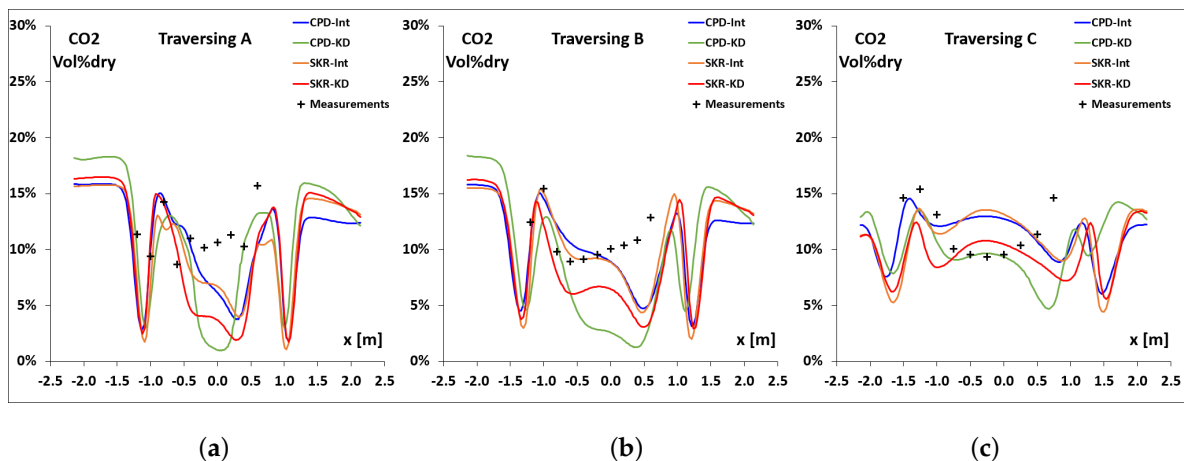 30%
CO2
Vol%dry
Traversing A
CPD-Int
CPD-KD
SKR-Int
SKR-KD
Measurements
25%
20%
15%
10%
5%
0%
x [m]
-2.5 -2.0 -1.5 -1.0 -0.5 0.0 0.5 1.0 1.5 2.0 2.5
(a)
30%
CO2
Vol%dry
Traversing B
CPD-Int
CPD-KD
SKR-Int
SKR-KD
Measurements
25%
20%
15%
10%
5%
0%
x [m]
-2.5 -2.0 -1.5 -1.0 -0.5 0.0 0.5 1.0 1.5 2.0 2.5
(b)
30%
CO2
Vol%dry
Traversing C
CPD-Int
CPD-KD
SKR-Int
SKR-KD
Measurements
25%
20%
15%
10%
5%
0%
x [m]
-2.5 -2.0 -1.5 -1.0 -0.5 0.0 0.5 1.0 1.5 2.0 2.5
(c)